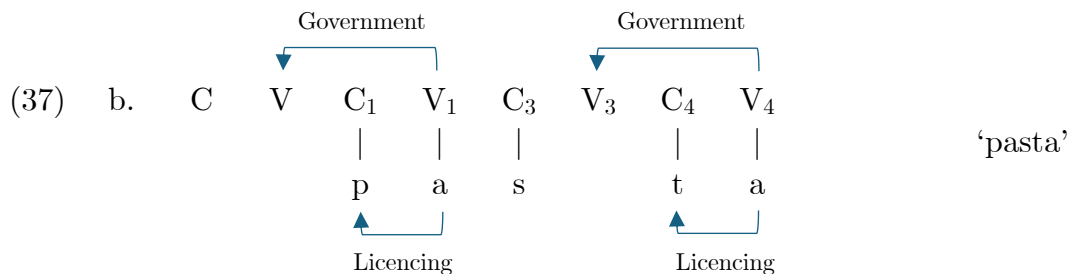 Government Government
(37) b. C V C₁ V₁ C₃ V₃ C₄ V₄
‘pasta’
p a s t a
Licencing Licencing